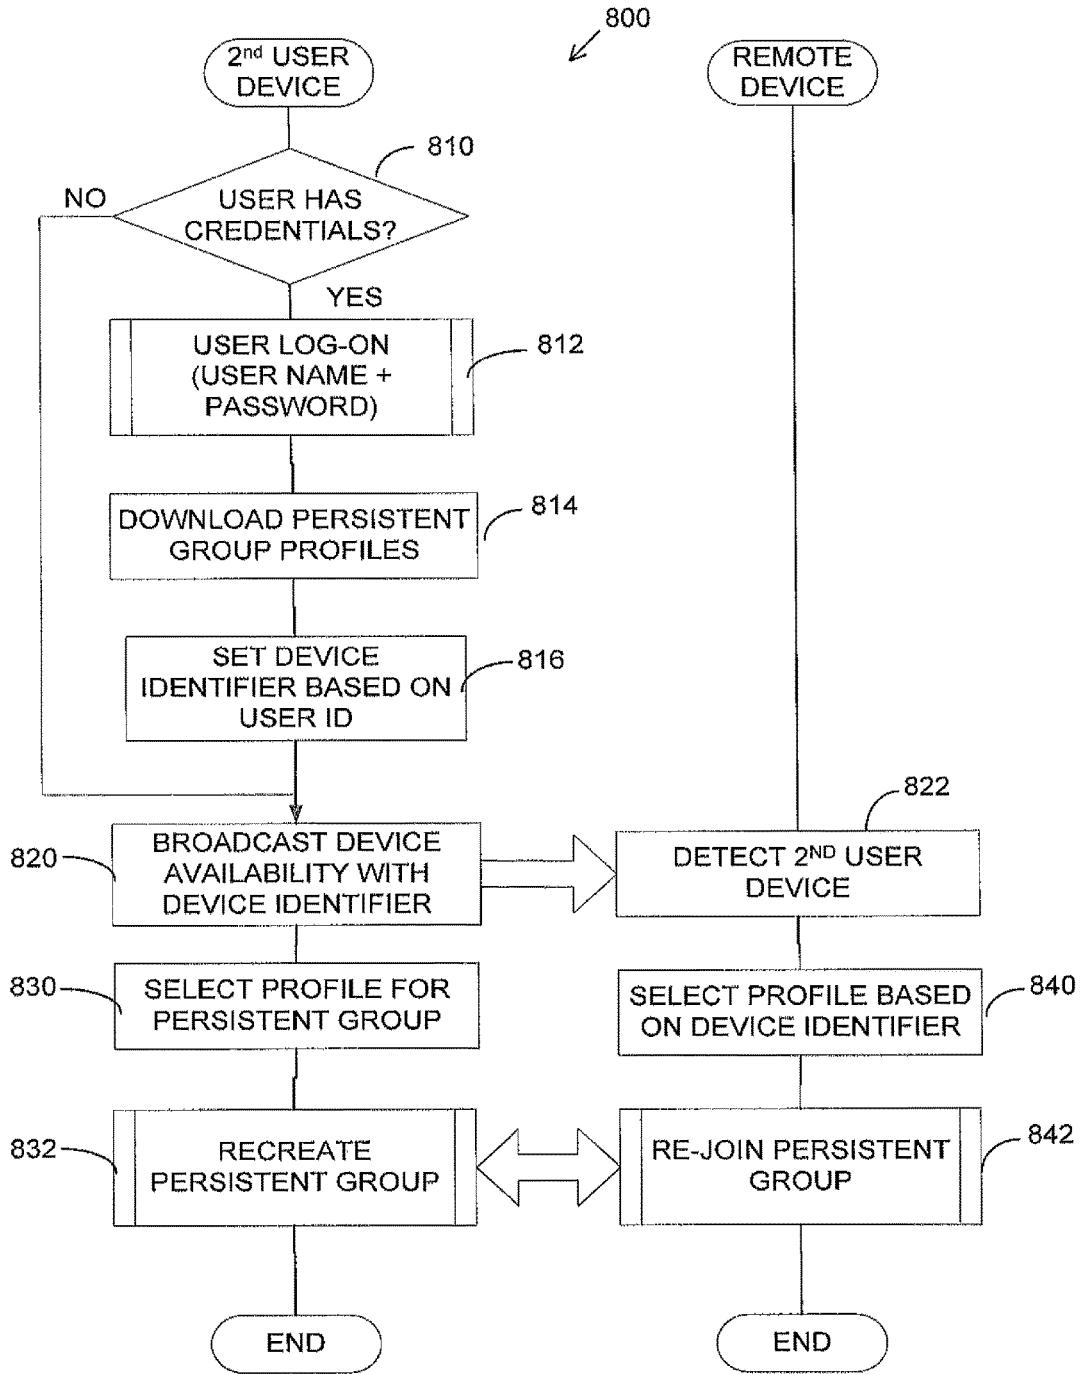 800
2nd USER
DEVICE
REMOTE
DEVICE
810
NO
USER HAS
CREDENTIALS?
YES
USER LOG-ON
(USER NAME +
PASSWORD)
812
DOWNLOAD PERSISTENT
GROUP PROFILES
814
SET DEVICE
IDENTIFIER BASED ON
USER ID
816
820
BROADCAST DEVICE
AVAILABILITY WITH
DEVICE IDENTIFIER
822
DETECT 2ND USER
DEVICE
830
SELECT PROFILE FOR
PERSISTENT GROUP
SELECT PROFILE BASED
ON DEVICE IDENTIFIER
840
832
RECREATE
PERSISTENT GROUP
RE-JOIN PERSISTENT
GROUP
842
END
END